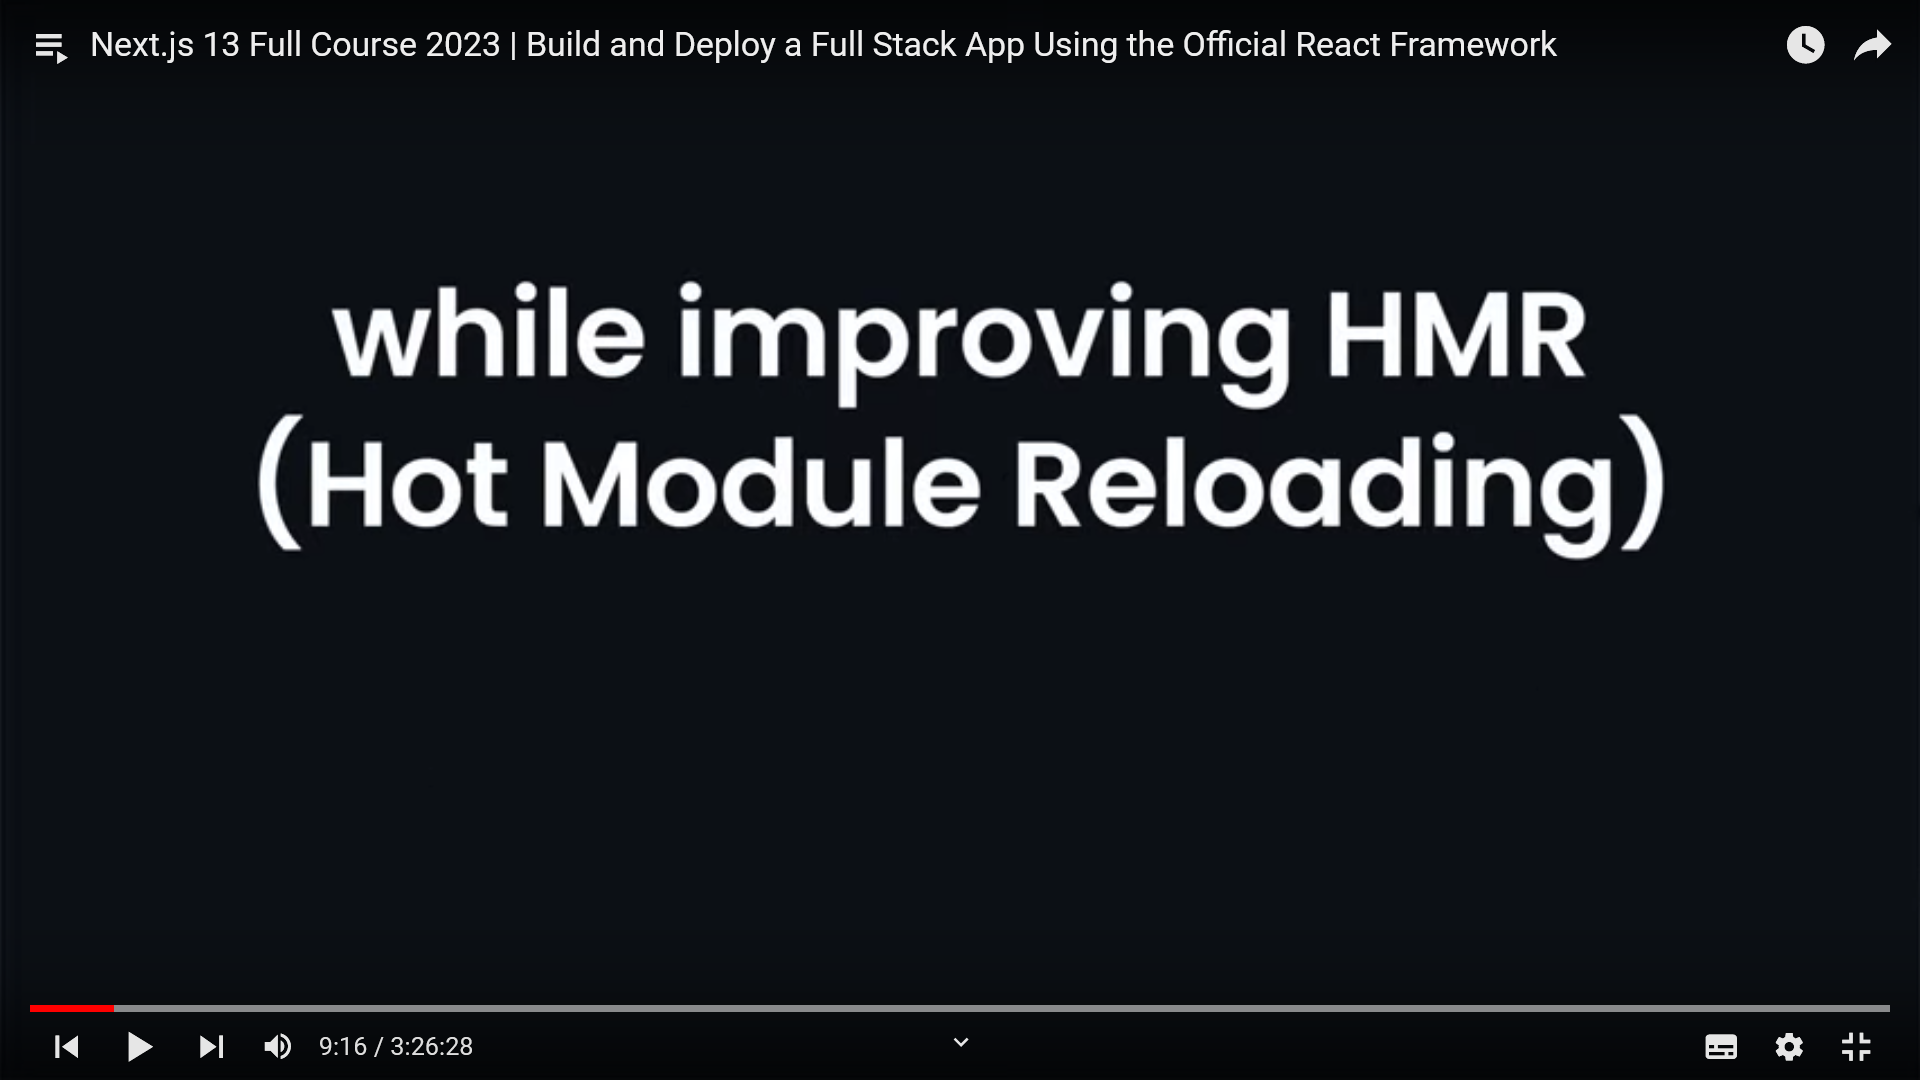 Next.js 13 Full Course 2023 | Build and Deploy a Full Stack App Using the Official React Framework
while improving HMR
(Hot Module Reloading)
9:16 / 3:26:28